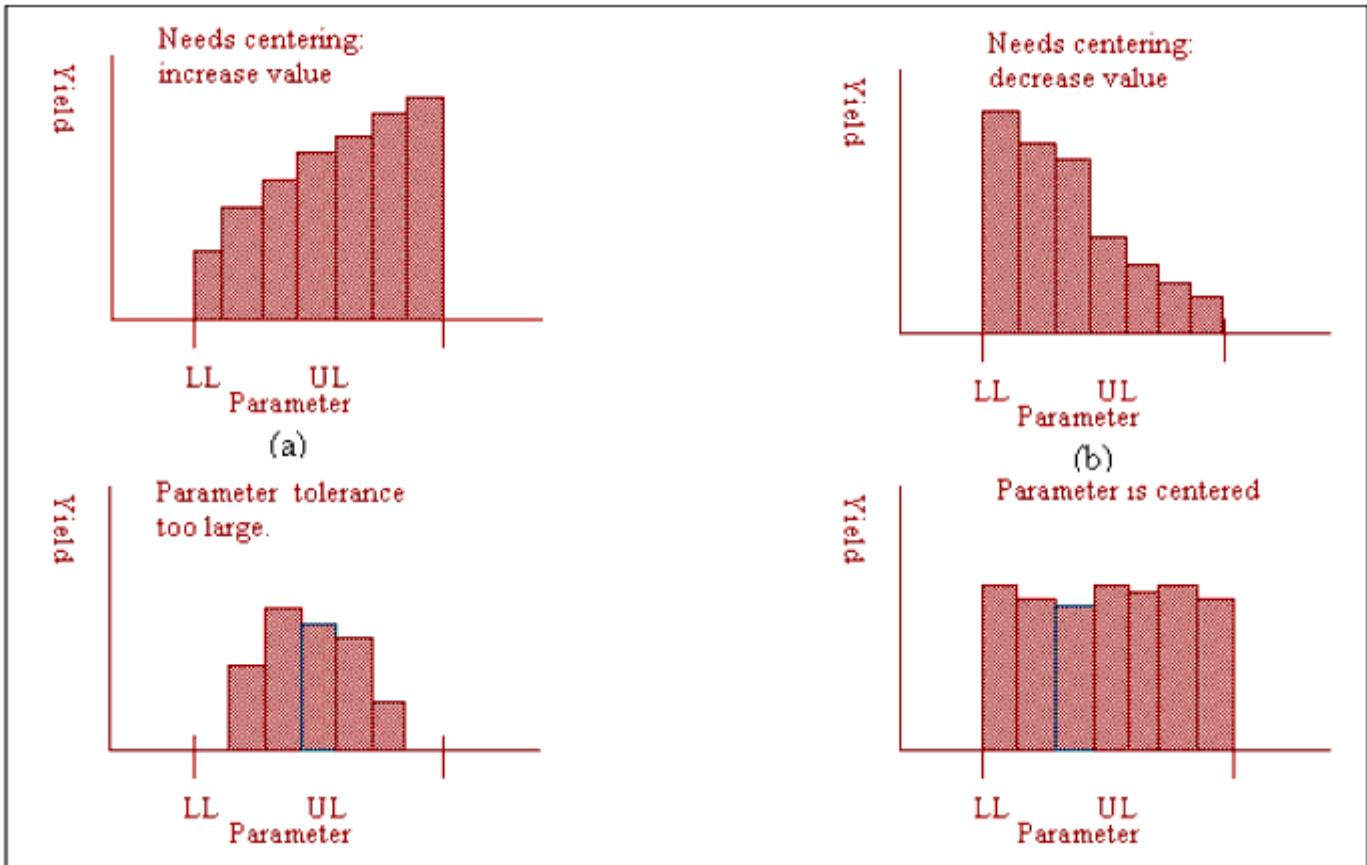 Needs centering:
increase value
Yield
LL UL
Parameter
(a)
Needs centering:
decrease value
Yield
LL UL
Parameter
(b)
Parameter tolerance
too large.
Yield
LL UL
Parameter
Parameter is centered
Yield
LL UL
Parameter